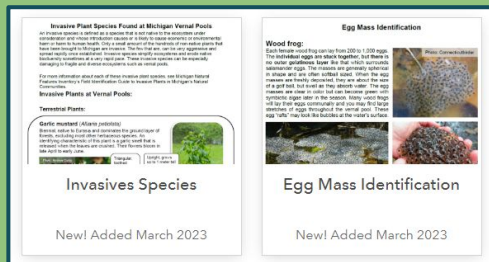 Invasive Plant Species Found at Michigan Vernal Pools
An invasive species is defined as a species that is not native to the ecosystem under
consideration and whose introduction causes or is likely to cause economic or environmental
harm or harm to human health. Only a small amount of the hundreds of non-native plants that
have been brought to Michigan are invasive. The few that are, can be very aggressive and
spread rapidly once established. Invasive species simplify ecosystems and erode native
biodiversity sometimes at a very rapid pace. These invasive species can be especially
damaging to fragile and diverse ecosystems such as vernal pools.
For more information about each of these invasive plant species, see Michigan Natural
Features Inventory's Field Identification Guide to Invasive Plants in Michigan's Natural
Communities.
Invasive Plants at Vernal Pools:
Terrestrial Plants:
Garlic mustard (Alliaria petiolata)
Biennial, native to Eurasia and dominates the ground layer of
forests, excluding most other herbaceous species. An
identifying characteristic of this plant is a garlic smell that is
released when the leaves are crushed. Their flowers bloom in
late April to early June.
Triangular
Upright, grows
Invasives Species
New! Added March 2023
Egg Mass Identification
Wood frog:
Each female wood frog can lay from 200 to 1,000 eggs.
The individual eggs are stuck together, but there is
no outer gelatinous layer like that which surrounds
salamander eggs. The masses are generally spherical
in shape and are often softball sized. When the egg
masses are freshly deposited, they are about the size
of a golf ball, but swell as they absorb water. The egg
masses are clear in color but can become green with
symbiotic algae later in the season. Many wood frogs
will lay their eggs communally and you may find large
stretches of eggs throughout the vernal pool. These
egg "rafts" may look like bubbles at the water's surface.
Egg Mass Identification
New! Added March 2023